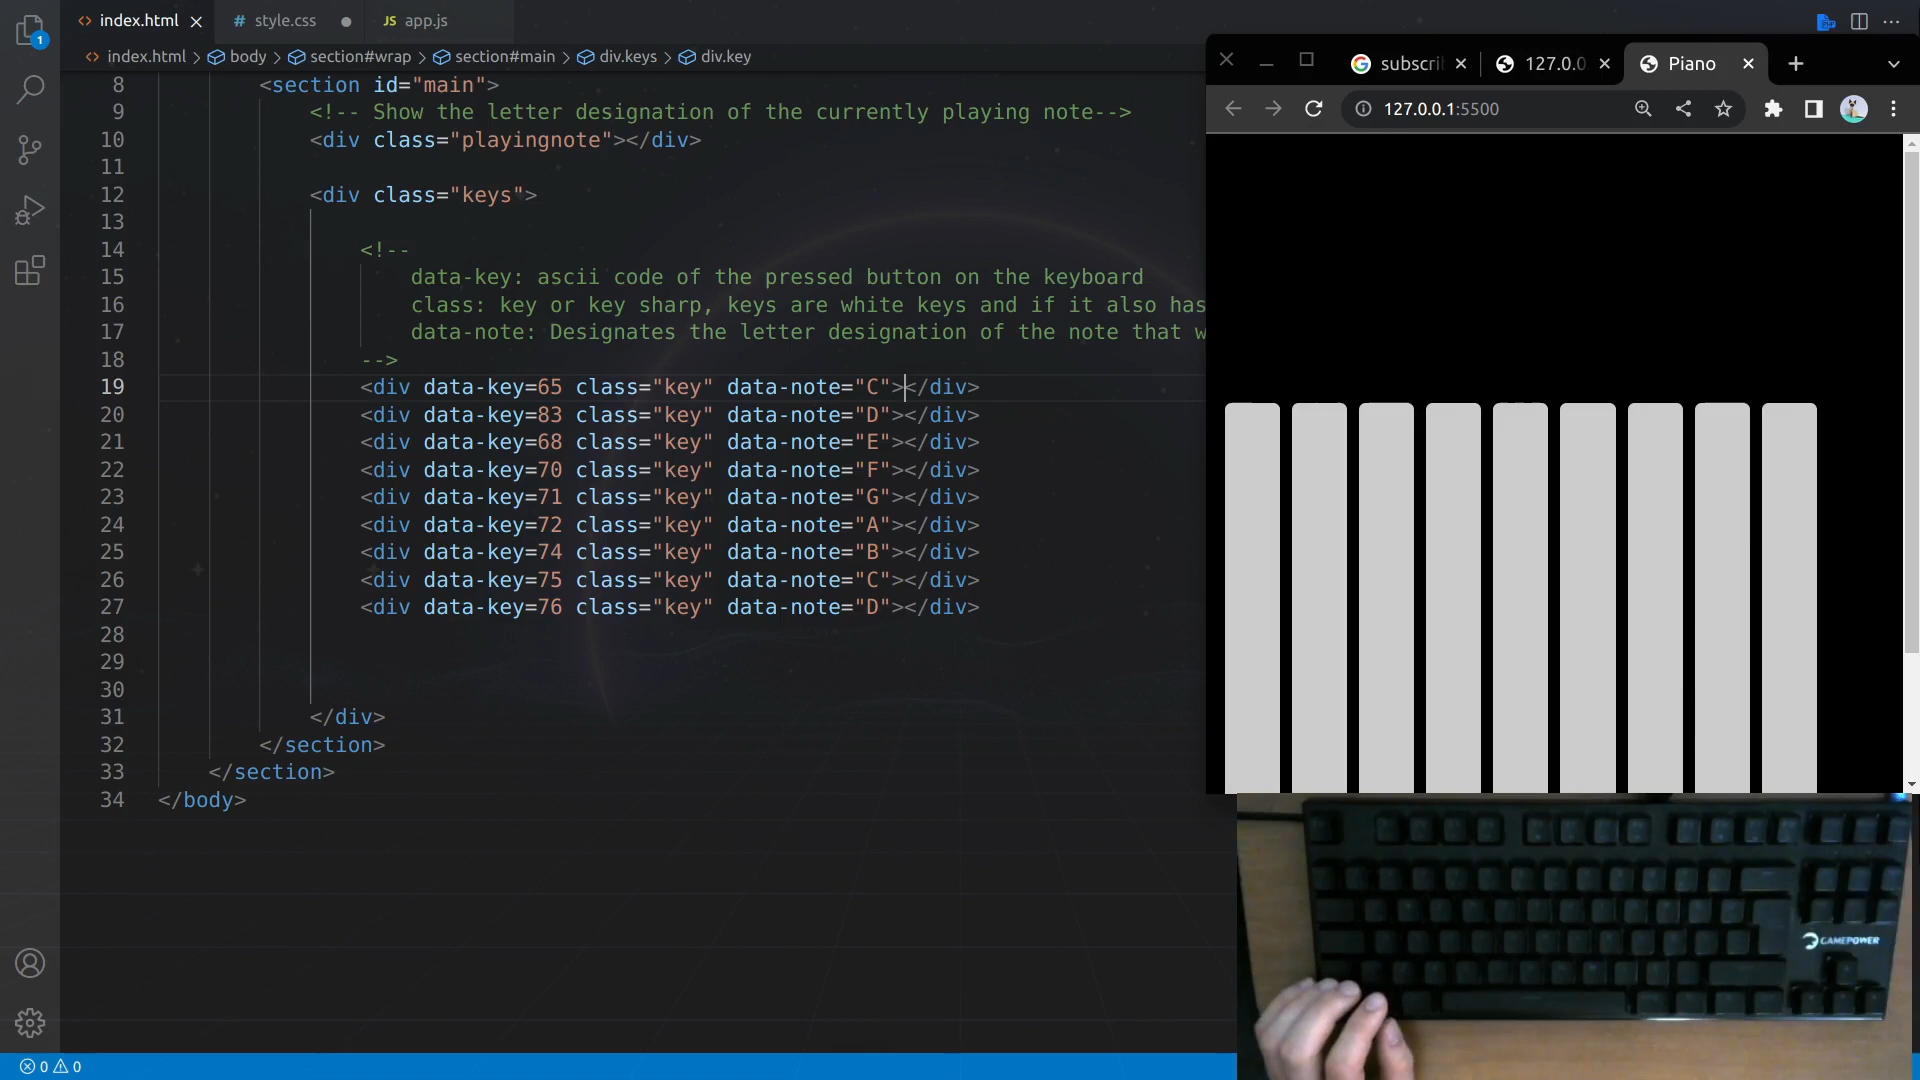 index.html
style.css
JS app.js
index.html > body > section#wrap > section#main > div.keys > div.key
8 <section id="main">
9 <!-- Show the letter designation of the currently playing note-->
10 <div class="playingnote"></div>
11
12 <div class="keys">
13
14 <!--
15 data-key: ascii code of the pressed button on the keyboard
16 class: key or key sharp, keys are white keys and if it also has
17 data-note: Designates the letter designation of the note that w
18 -->
19 <div data-key=65 class="key" data-note="C"></div>
20 <div data-key=83 class="key" data-note="D"></div>
21 <div data-key=68 class="key" data-note="E"></div>
22 <div data-key=70 class="key" data-note="F"></div>
23 <div data-key=71 class="key" data-note="G"></div>
24 <div data-key=72 class="key" data-note="A"></div>
25 <div data-key=74 class="key" data-note="B"></div>
26 <div data-key=75 class="key" data-note="C"></div>
27 <div data-key=76 class="key" data-note="D"></div>
28
29
30
31 </div>
32 </section>
33 </section>
34 </body>
1
0 0
subscri
127.0.0
Piano
127.0.0.1:5500
GAMEPOWER